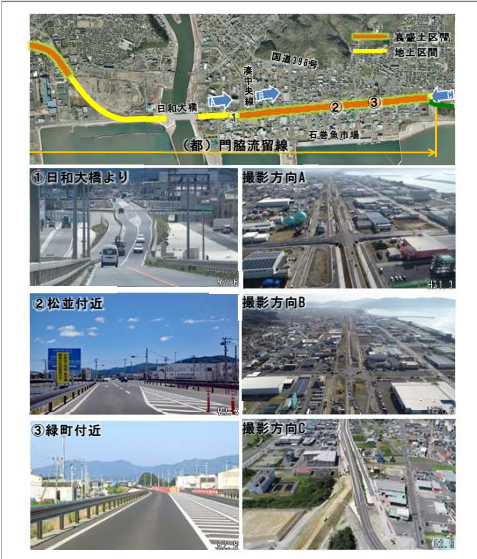 高盛土区間
地土区間
国道398号
湊中央線
日和大橋
A
B
C
①
②
③
石巻魚市場
（都）門脇流留線
①日和大橋より
撮影方向A
②松並付近
撮影方向B
③緑町付近
撮影方向C